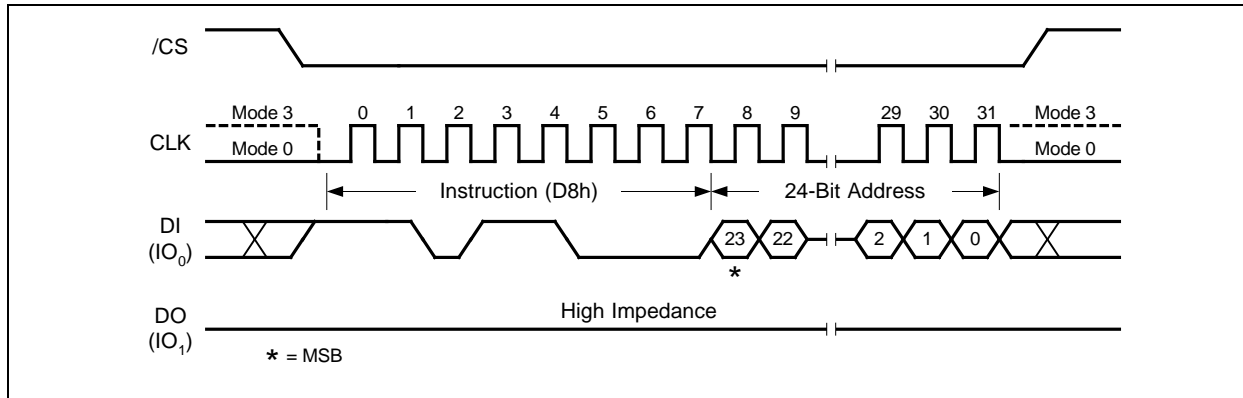 /CS
Mode 3 0 1 2 3 4 5 6 7 8 9 29 30 31 Mode 3
CLK
Mode 0 Mode 0
Instruction (D8h) 24-Bit Address
DI
(IO0) 23 22 2 1 0
*
DO High Impedance
(IO1)
* = MSB